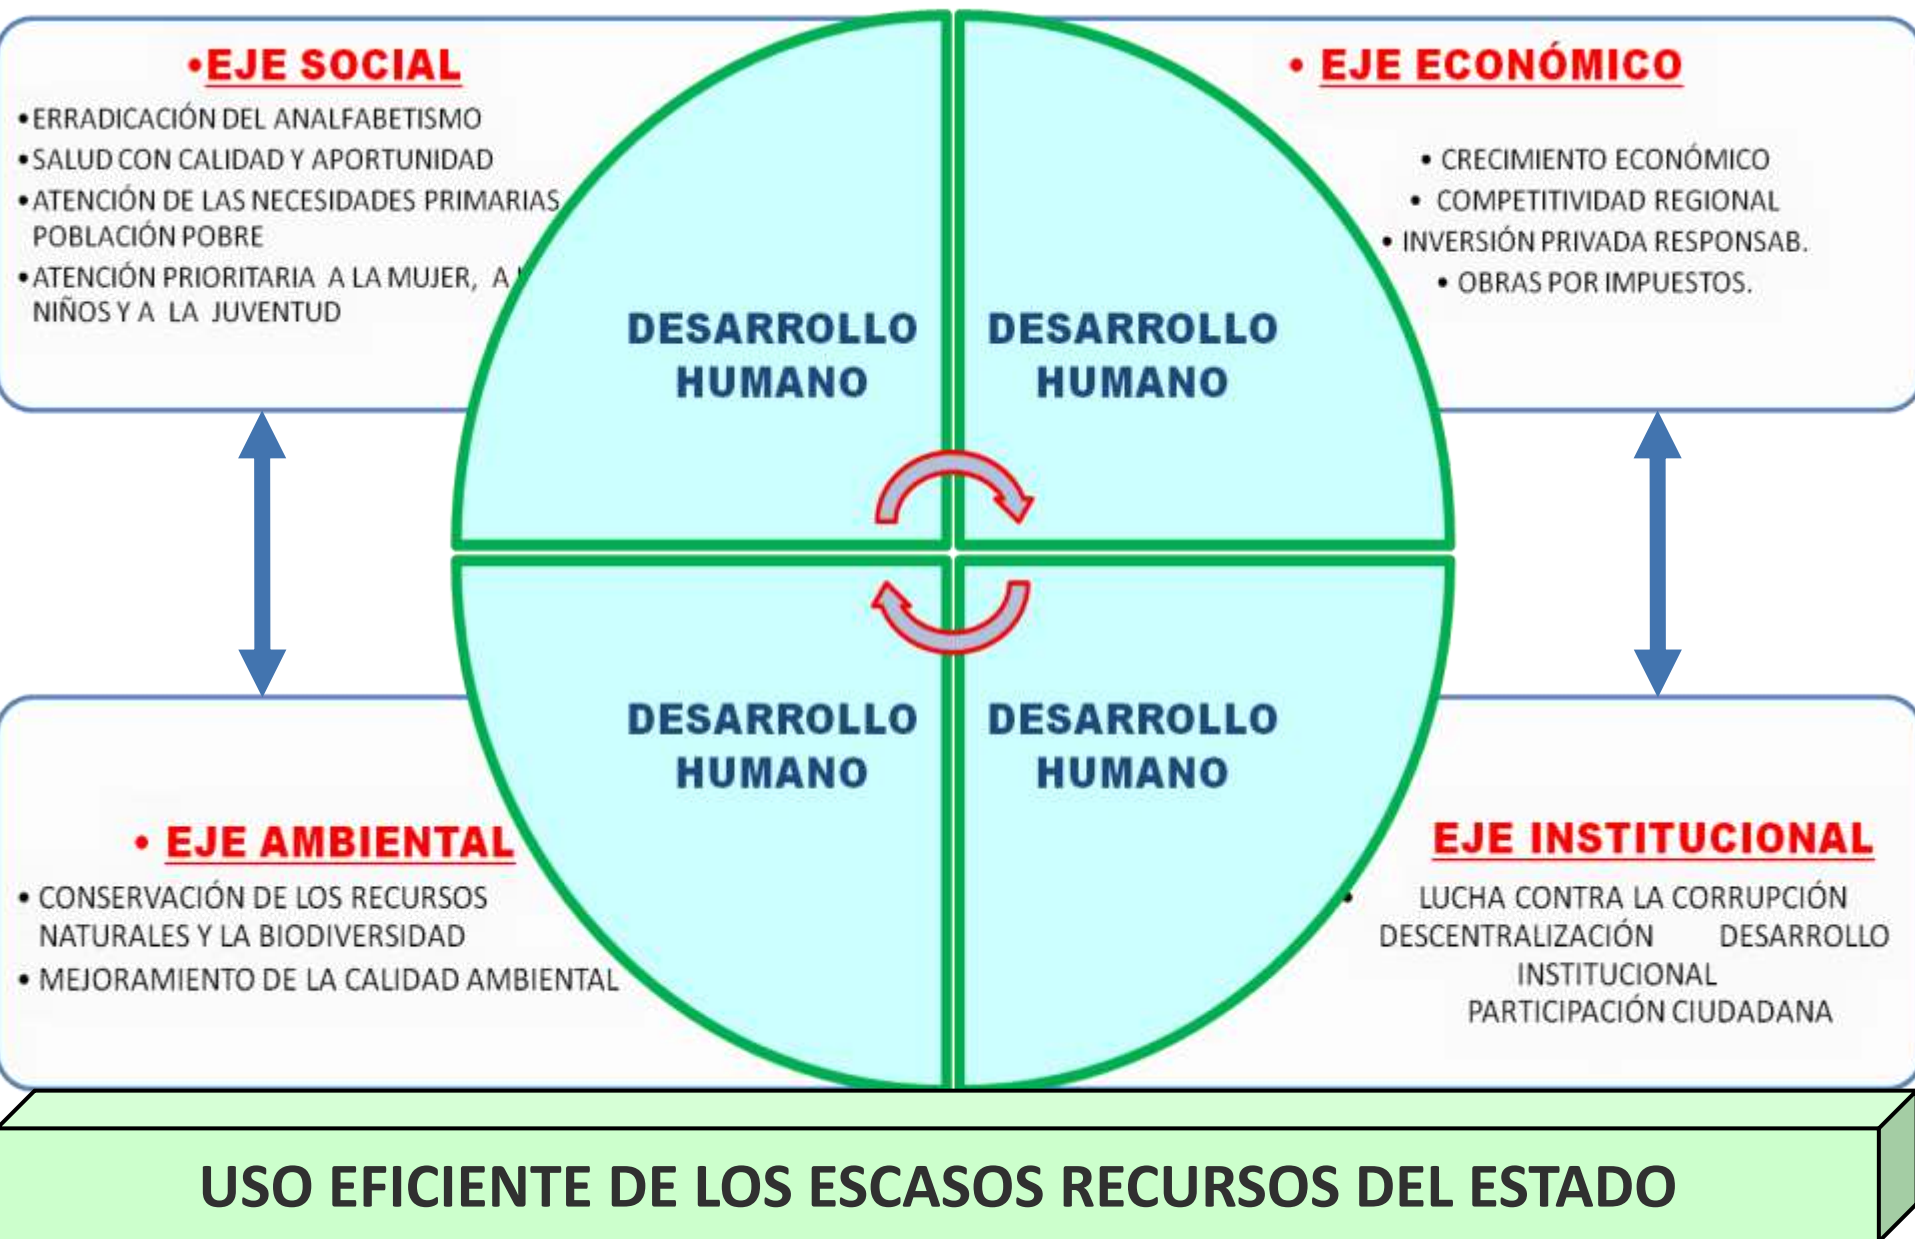 •EJE SOCIAL
•ERRADICACIÓN DEL ANALFABETISMO
•SALUD CON CALIDAD Y APORTUNIDAD
•ATENCIÓN DE LAS NECESIDADES PRIMARIAS
POBLACIÓN POBRE
•ATENCIÓN PRIORITARIA A LA MUJER, A
NIÑOS Y A LA JUVENTUD
• EJE ECONÓMICO
• CRECIMIENTO ECONÓMICO
• COMPETITIVIDAD REGIONAL
• INVERSIÓN PRIVADA RESPONSAB.
• OBRAS POR IMPUESTOS.
DESARROLLO
HUMANO
DESARROLLO
HUMANO
DESARROLLO
HUMANO
DESARROLLO
HUMANO
• EJE AMBIENTAL
• CONSERVACIÓN DE LOS RECURSOS
NATURALES Y LA BIODIVERSIDAD
• MEJORAMIENTO DE LA CALIDAD AMBIENTAL
EJE INSTITUCIONAL
• LUCHA CONTRA LA CORRUPCIÓN
DESCENTRALIZACIÓN DESARROLLO
INSTITUCIONAL
PARTICIPACIÓN CIUDADANA
USO EFICIENTE DE LOS ESCASOS RECURSOS DEL ESTADO